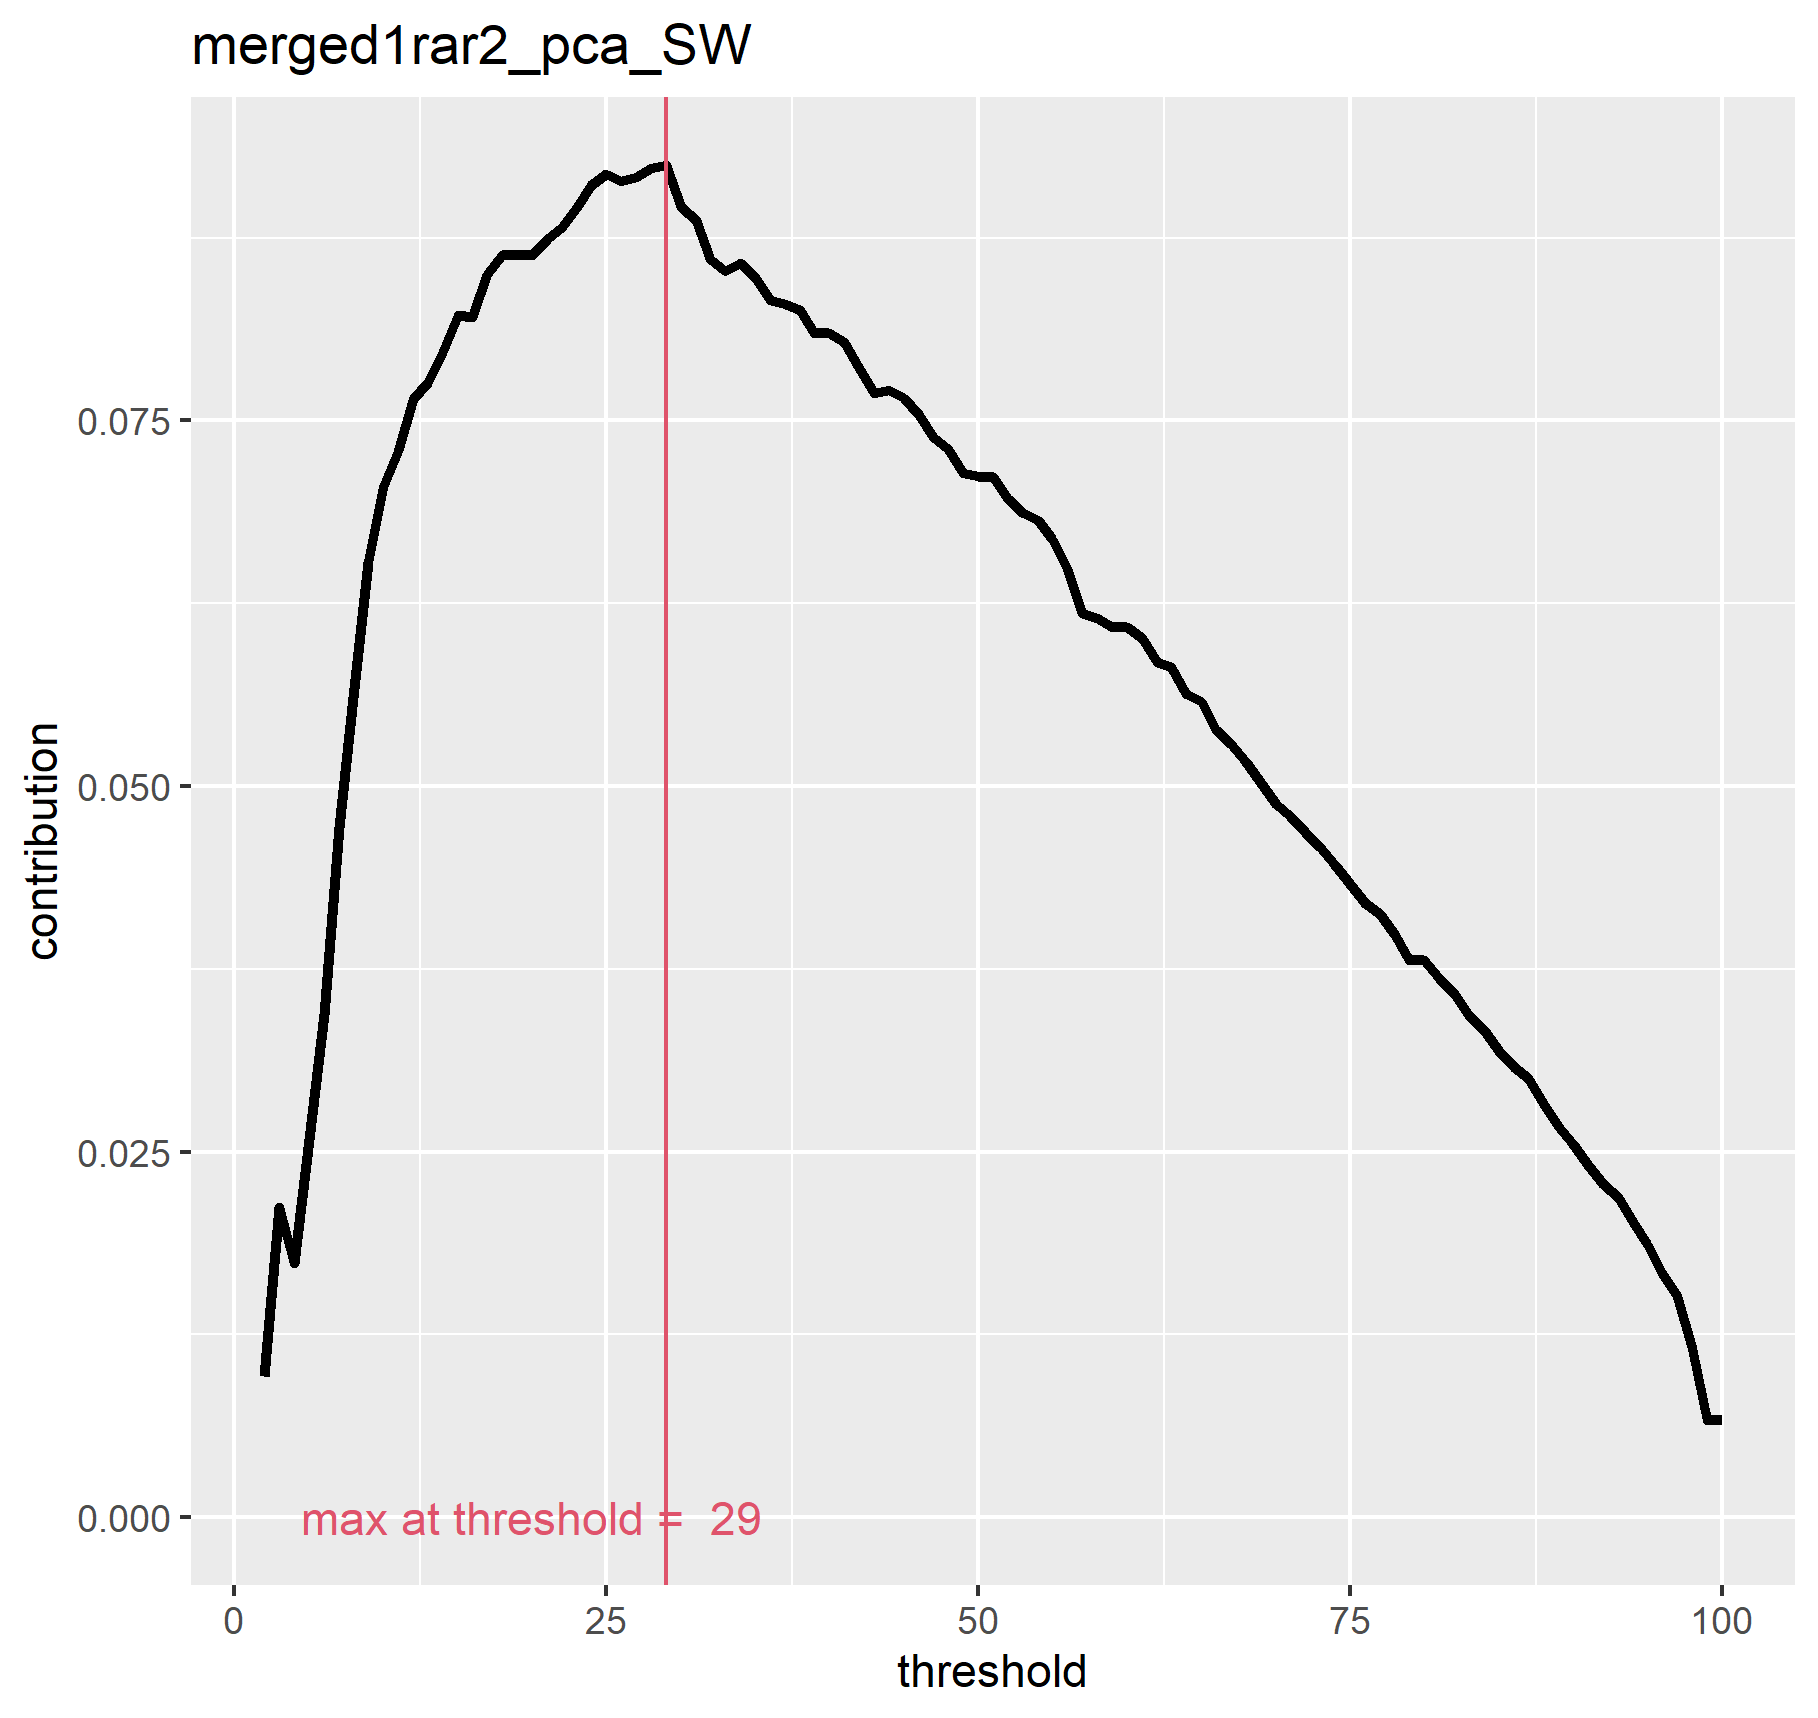 merged1rar2_pca_SW
contribution
0.075
0.050
0.025
0.000
max at threshold = 29
0 25 50 75 100
threshold